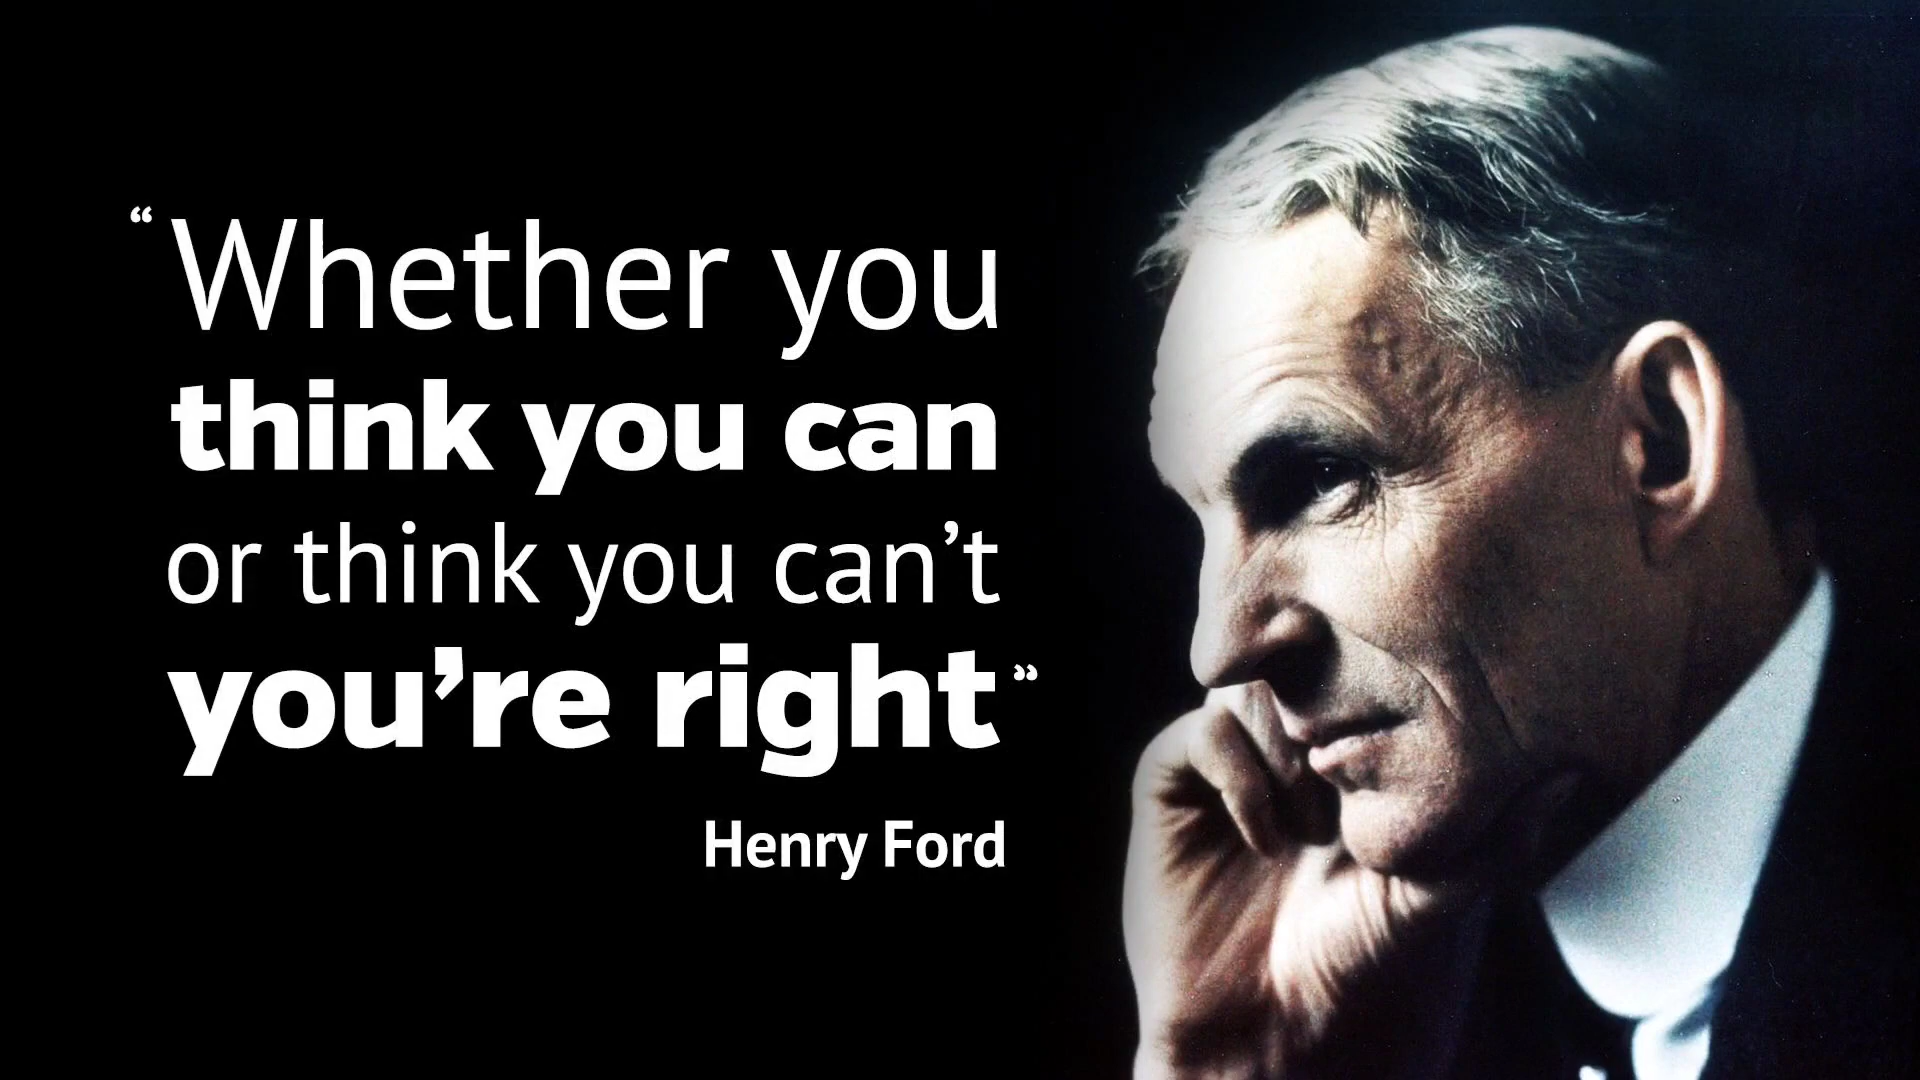 “Whether you
think you can
or think you can’t
you’re right”
Henry Ford